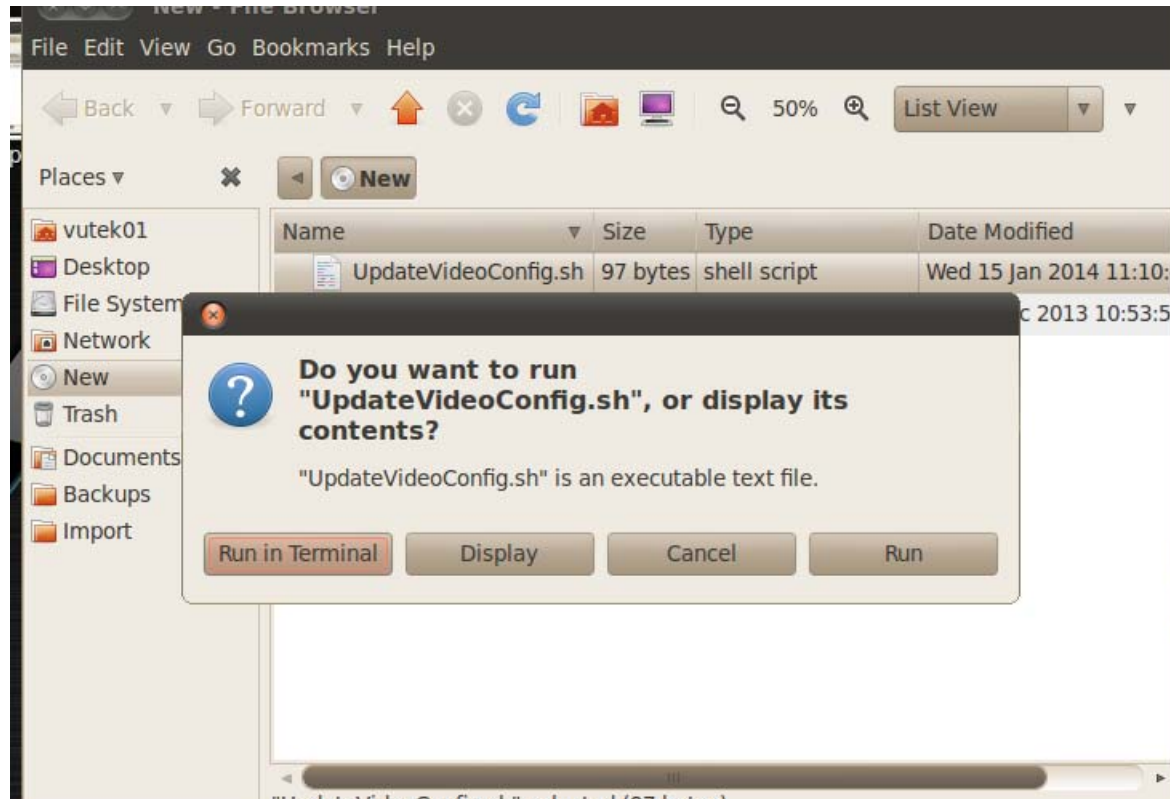 New - File Browser
File Edit View Go Bookmarks Help
Back Forward 50% List View
Places New
Name Size Type Date Modified
UpdateVideoConfig.sh 97 bytes shell script Wed 15 Jan 2014 11:10:
2013 10:53:5
vutek01
Desktop
File System
Network
New
Trash
Documents
Backups
Import
Do you want to run
"UpdateVideoConfig.sh", or display its
contents?
"UpdateVideoConfig.sh" is an executable text file.
Run in Terminal Display Cancel Run